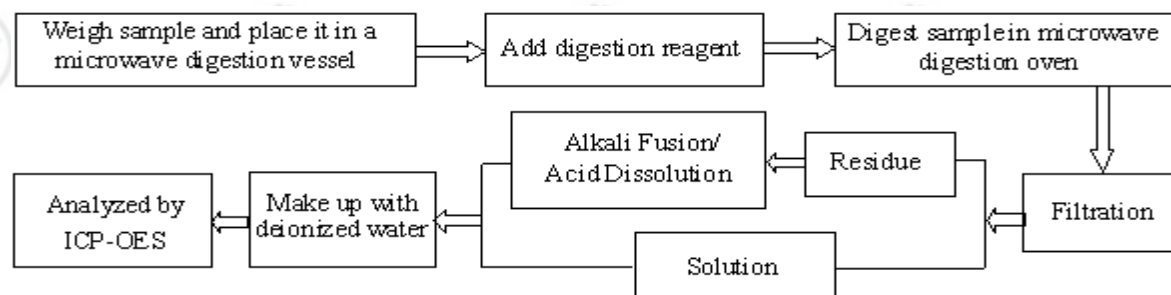 Weigh sample and place it in a
microwave digestion vessel
Add digestion reagent
Digest sample in microwave
digestion oven
Filtration
Residue
Alkali Fusion/
Acid Dissolution
Solution
Make up with
deionized water
Analyzed by
ICP-OES